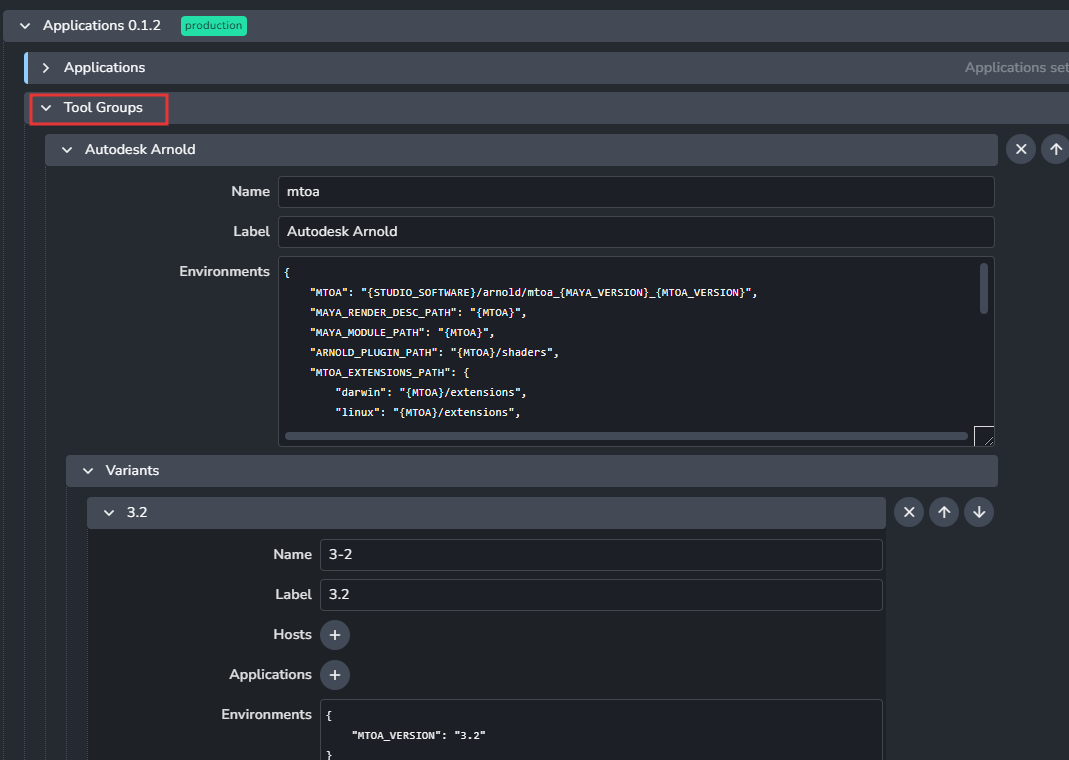 Applications 0.1.2 production
Applications Applications set
Tool Groups
Autodesk Arnold
Name mtoa
Label Autodesk Arnold
Environments {
"MTOA": "{STUDIO_SOFTWARE}/arnold/mtoa_{MAYA_VERSION}_{MTOA_VERSION}",
"MAYA_RENDER_DESC_PATH": "{MTOA}",
"MAYA_MODULE_PATH": "{MTOA}",
"ARNOLD_PLUGIN_PATH": "{MTOA}/shaders",
"MTOA_EXTENSIONS_PATH": {
"darwin": "{MTOA}/extensions",
"linux": "{MTOA}/extensions",
Variants
3.2
Name 3-2
Label 3.2
Hosts
Applications
Environments {
"MTOA_VERSION": "3.2"
}